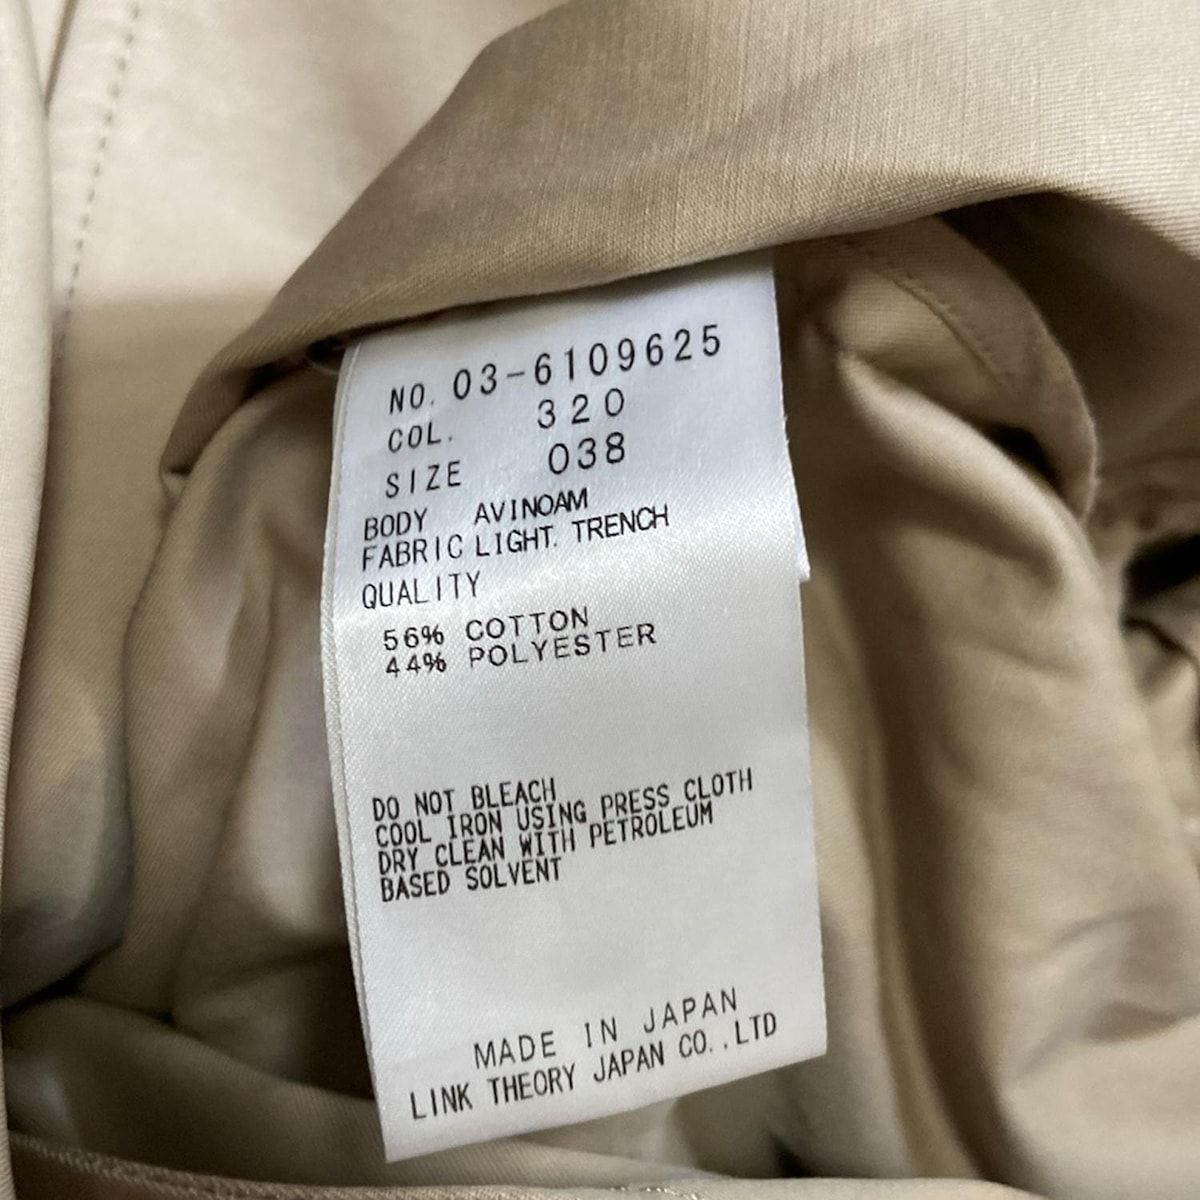 NO. 03-6109625
COL. 320
SIZE 038
BODY AVINOAM
FABRIC LIGHT. TRENCH
QUALITY
56% COTTON
44% POLYESTER
DO NOT BLEACH
COOL IRON USING PRESS CLOTH
DRY CLEAN WITH PETROLEUM
BASED SOLVENT
MADE IN JAPAN
LINK THEORY JAPAN CO.,LTD